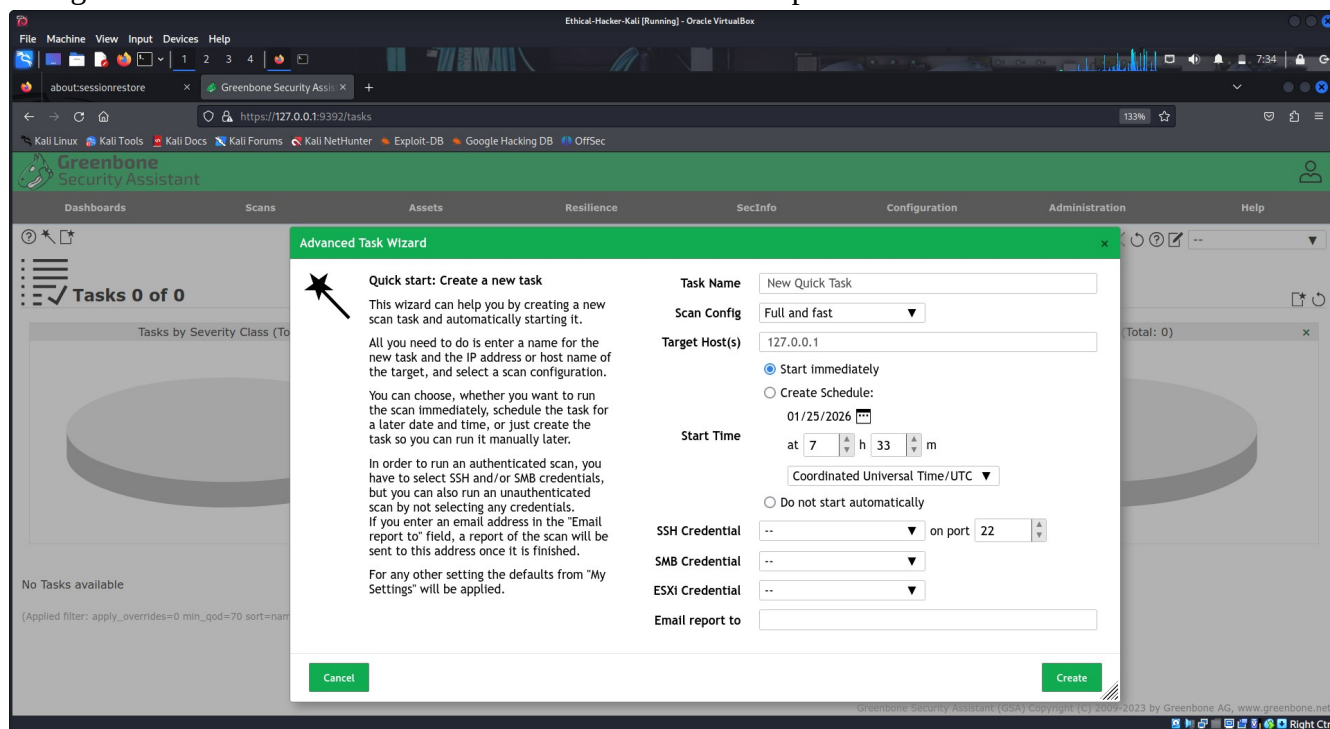 Ethical-Hacker-Kali [Running] - Oracle VirtualBox
File Machine View Input Devices Help
1 2 3 4
7:34
about:sessionrestore ×
Greenbone Security Assis ×
+
https://127.0.0.1:9392/tasks
133%
Kali Linux Kali Tools Kali Docs Kali Forums Kali NetHunter Exploit-DB Google Hacking DB OffSec
Greenbone
Security Assistant
Dashboards Scans Assets Resilience SecInfo Configuration Administration Help
--
Tasks 0 of 0
Tasks by Severity Class (To
(Total: 0) ×
No Tasks available
(Applied filter: apply_overrides=0 min_qod=70 sort=nam
Advanced Task Wizard ×
Quick start: Create a new task
This wizard can help you by creating a new
scan task and automatically starting it.
All you need to do is enter a name for the
new task and the IP address or host name of
the target, and select a scan configuration.
You can choose, whether you want to run
the scan immediately, schedule the task for
a later date and time, or just create the
task so you can run it manually later.
In order to run an authenticated scan, you
have to select SSH and/or SMB credentials,
but you can also run an unauthenticated
scan by not selecting any credentials.
If you enter an email address in the "Email
report to" field, a report of the scan will be
sent to this address once it is finished.
For any other setting the defaults from "My
Settings" will be applied.
Task Name New Quick Task
Scan Config Full and fast
Target Host(s) 127.0.0.1
Start immediately
Create Schedule:
01/25/2026
Start Time
at 7 h 33 m
Coordinated Universal Time/UTC
Do not start automatically
SSH Credential -- on port 22
SMB Credential --
ESXi Credential --
Email report to
Cancel
Create
Greenbone Security Assistant (GSA) Copyright (C) 2009-2023 by Greenbone AG, www.greenbone.net
Right Ctr